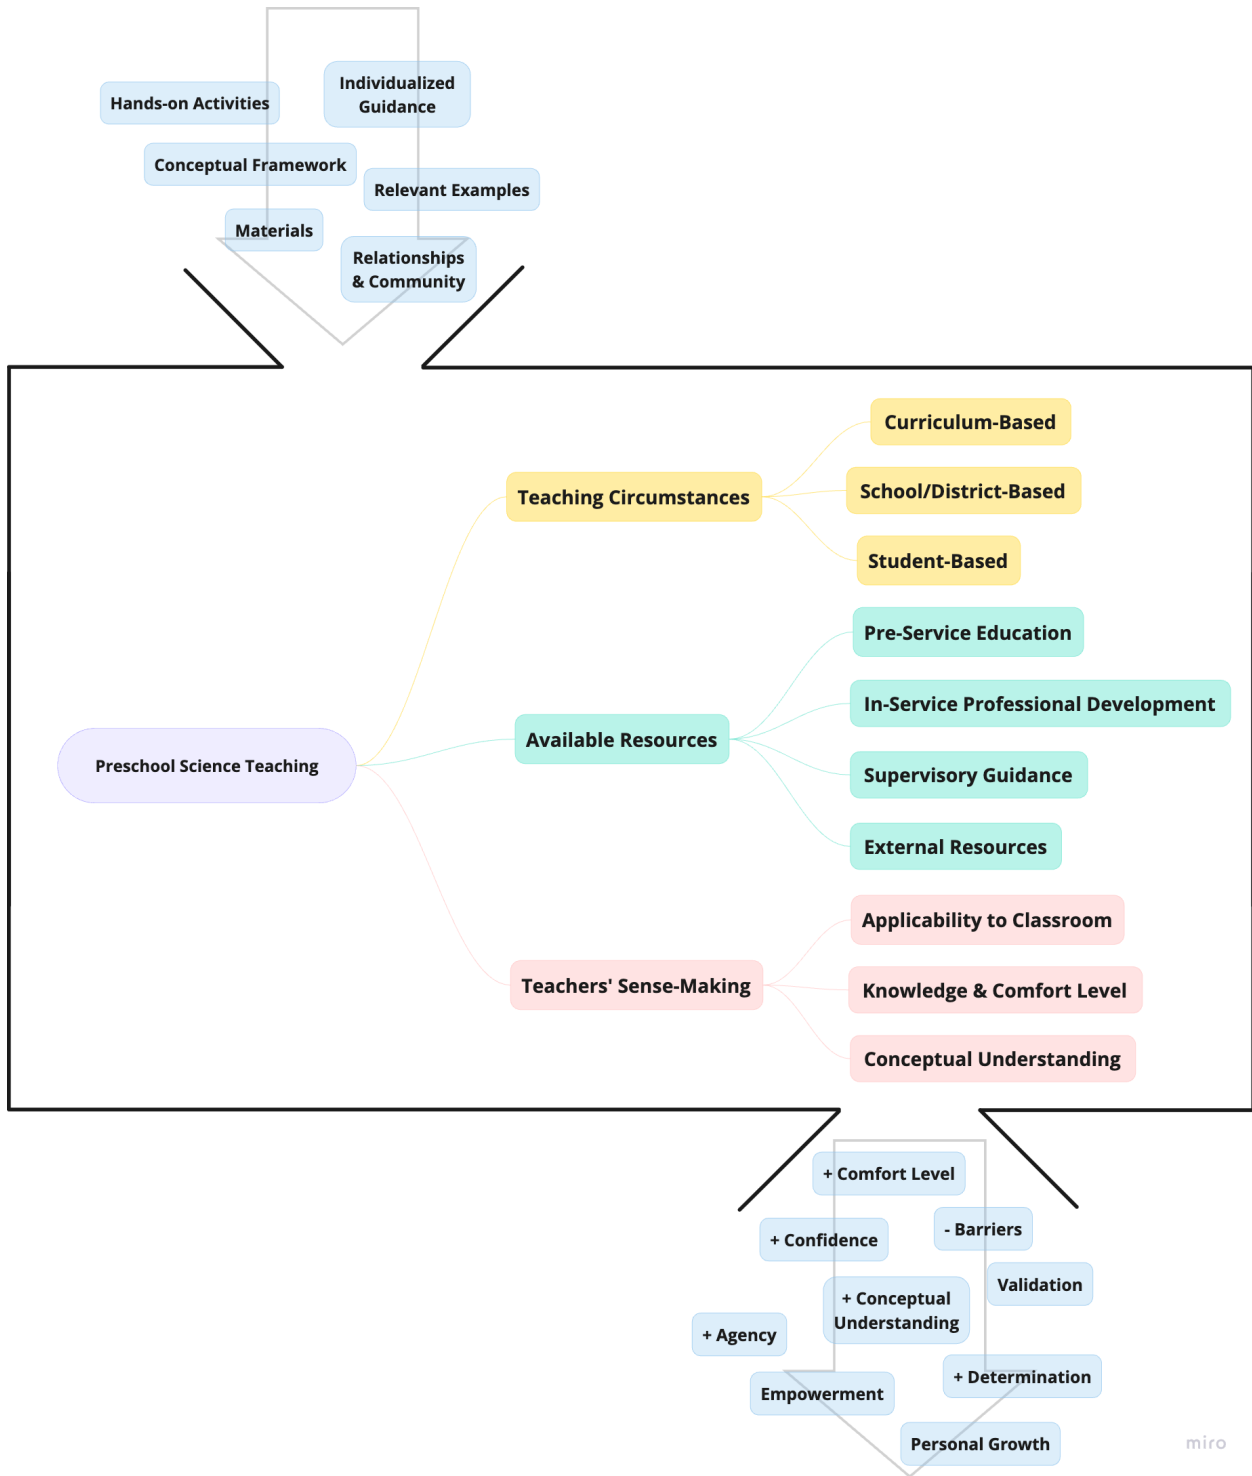 Individualized
Guidance
Hands-on Activities
Conceptual Framework
Relevant Examples
Materials
Relationships
& Community
Preschool Science Teaching
Teaching Circumstances
Curriculum-Based
School/District-Based
Student-Based
Available Resources
Pre-Service Education
In-Service Professional Development
Supervisory Guidance
External Resources
Teachers' Sense-Making
Applicability to Classroom
Knowledge & Comfort Level
Conceptual Understanding
+ Comfort Level
- Barriers
+ Confidence
Validation
+ Conceptual
Understanding
+ Agency
+ Determination
Empowerment
Personal Growth
miro